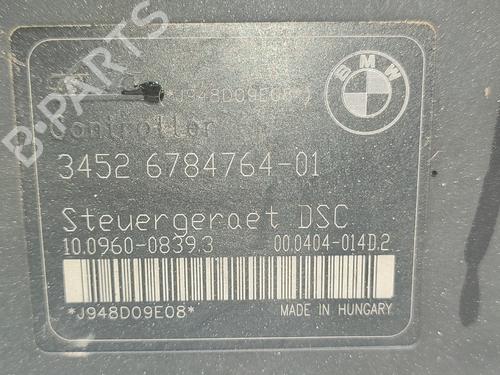 B-PARTS
*J948D09E08*
BMW
Controller
3452 6784764-01
Steuergeraet DSC
10.0960-0839.3 00.0404-014D.2
*J948D09E08*
MADE IN HUNGARY